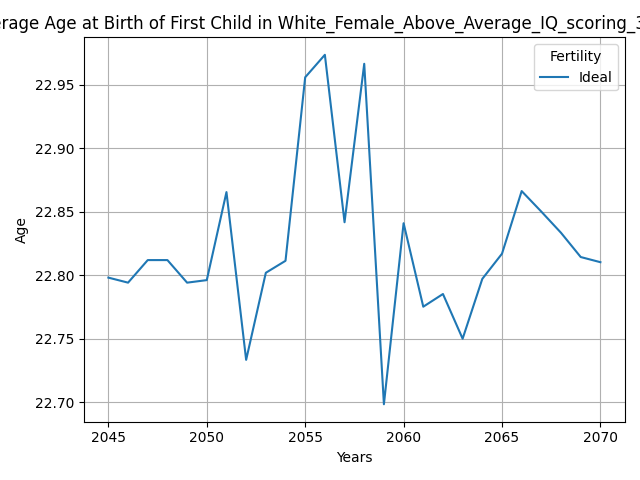 erage Age at Birth of First Child in White_Female_Above_Average_IQ_scoring_3
Fertility
Ideal
22.95
22.90
22.85
22.80
22.75
22.70
Age
2045 2050 2055 2060 2065 2070
Years